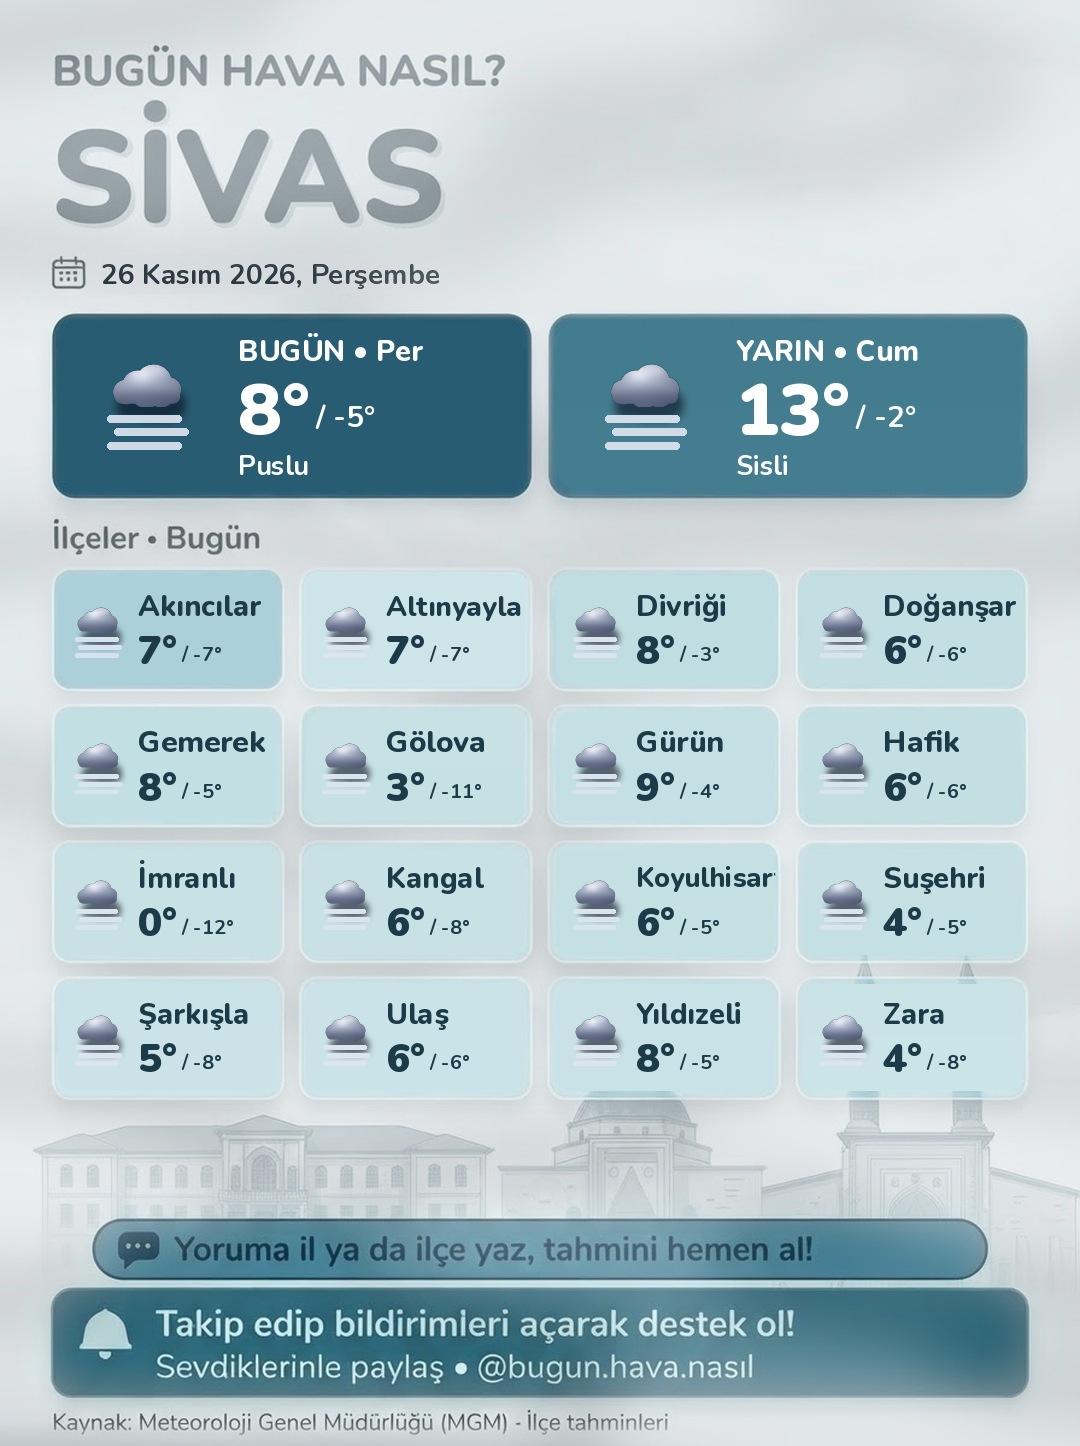 BUGÜN HAVA NASIL?
SİVAS
26 Kasım 2026, Perşembe
BUGÜN • Per
8° / -5°
Puslu
YARIN • Cum
13° / -2°
Sisli
İlçeler • Bugün
Akıncılar
7° / -7°
Altınyayla
7° / -7°
Divriği
8° / -3°
Doğanşar
6° / -6°
Gemerek
8° / -5°
Gölova
3° / -11°
Gürün
9° / -4°
Hafik
6° / -6°
İmranlı
0° / -12°
Kangal
6° / -8°
Koyulhisar
6° / -5°
Suşehri
4° / -5°
Şarkışla
5° / -8°
Ulaş
6° / -6°
Yıldızeli
8° / -5°
Zara
4° / -8°
Yoruma il ya da ilçe yaz, tahmini hemen al!
Takip edip bildirimleri açarak destek ol!
Sevdiklerinle paylaş • @bugun.hava.nasıl
Kaynak: Meteoroloji Genel Müdürlüğü (MGM) - İlçe tahminleri